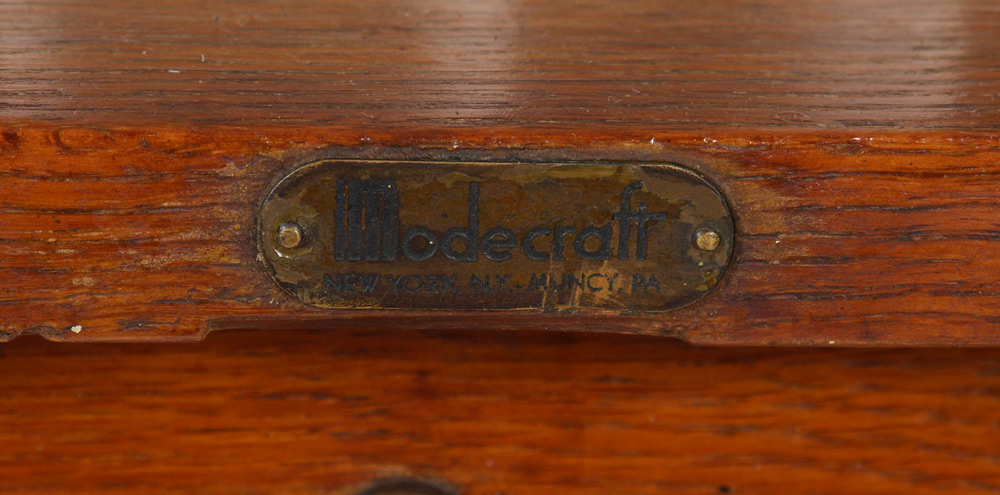 Modecraft
NEW YORK, N.Y. - MUNCY, PA